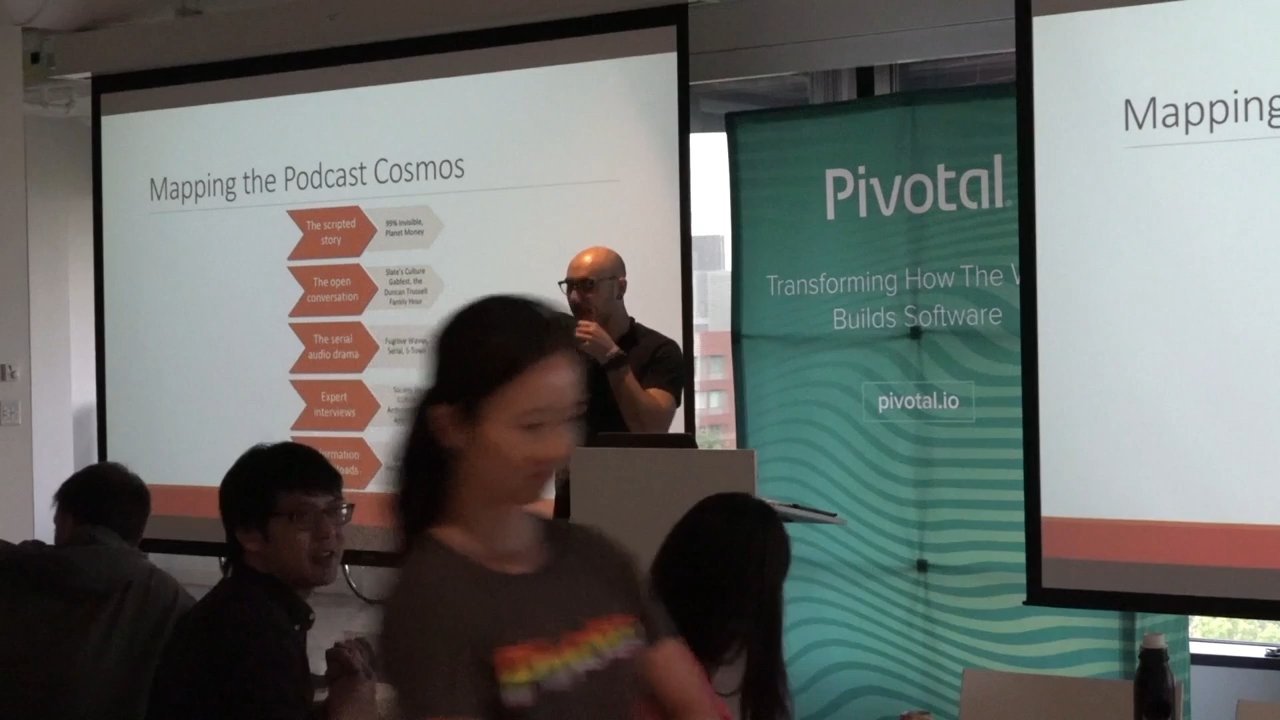 Mapping the Podcast Cosmos
The scripted
story
99% Invisible,
Planet Money
The open
conversation
Slate's Culture
Gabfest, the
Duncan Trussell
Family Hour
The serial
audio drama
Fugitive Waves,
Serial, S-Town
Expert
interviews
Pivotal
Transforming How The
Builds Software
pivotal.io
Mapping